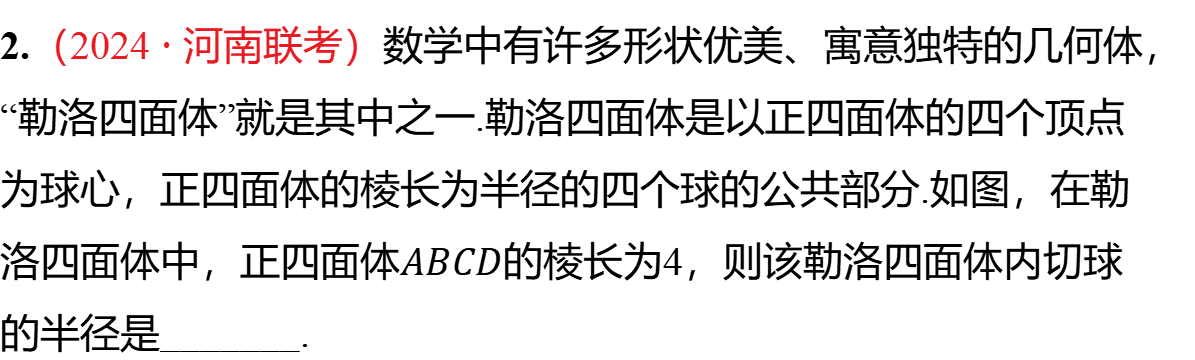 2.（2024·河南联考）数学中有许多形状优美、寓意独特的几何体，
“勒洛四面体”就是其中之一.勒洛四面体是以正四面体的四个顶点
为球心，正四面体的棱长为半径的四个球的公共部分.如图，在勒
洛四面体中，正四面体ABCD的棱长为4，则该勒洛四面体内切球
的半径是_______.